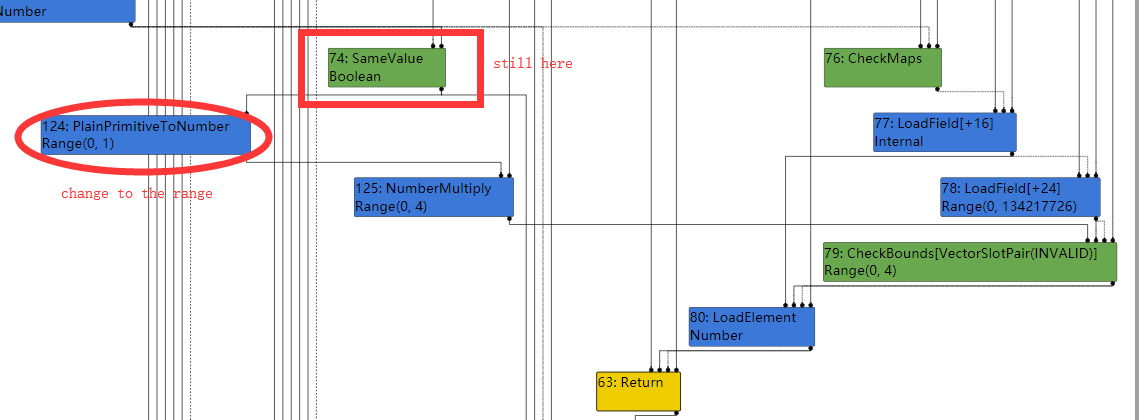 Number
74: SameValue
Boolean
still here
76: CheckMaps
124: PlainPrimitiveToNumber
Range(0, 1)
77: LoadField[+16]
Internal
change to the range
125: NumberMultiply
Range(0, 4)
78: LoadField[+24]
Range(0, 134217726)
79: CheckBounds[VectorSlotPair(INVALID)]
Range(0, 4)
80: LoadElement
Number
63: Return